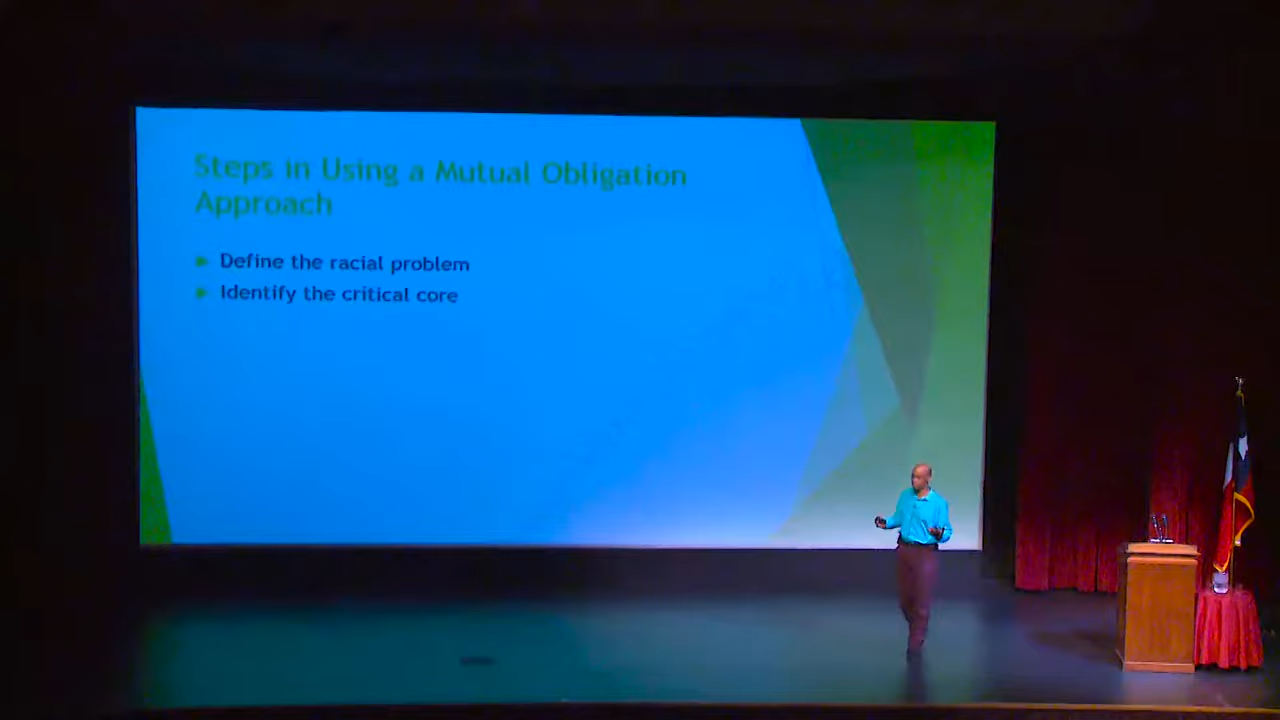 Steps in Using a Mutual Obligation
Approach
Define the racial problem
Identify the critical core